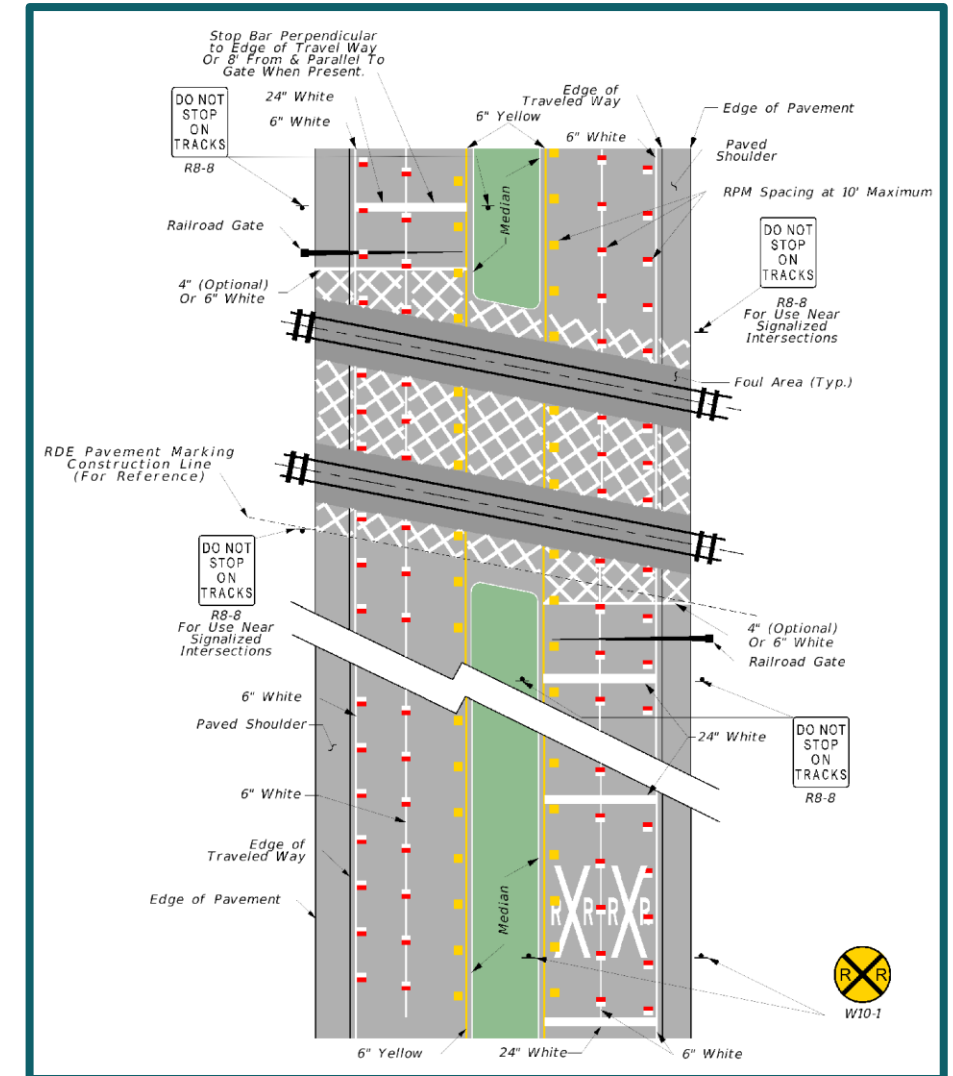 Stop Bar Perpendicular
to Edge of Travel Way
Or 8' From & Parallel To
Gate When Present.
24" White
6" White
DO NOT
STOP
ON
TRACKS
R8-8
6" Yellow
Edge of
Traveled Way
6" White
Edge of Pavement
Paved
Shoulder
RPM Spacing at 10' Maximum
Median
Railroad Gate
4" (Optional)
Or 6" White
DO NOT
STOP
ON
TRACKS
R8-8
For Use Near
Signalized
Intersections
Foul Area (Typ.)
RDE Pavement Marking
Construction Line
(For Reference)
DO NOT
STOP
ON
TRACKS
R8-8
For Use Near
Signalized
Intersections
4" (Optional)
Or 6" White
Railroad Gate
6" White
Paved Shoulder
24" White
DO NOT
STOP
ON
TRACKS
R8-8
6" White
Edge of
Traveled Way
Edge of Pavement
Median
R R R R
R R
W10-1
6" Yellow
24" White
6" White